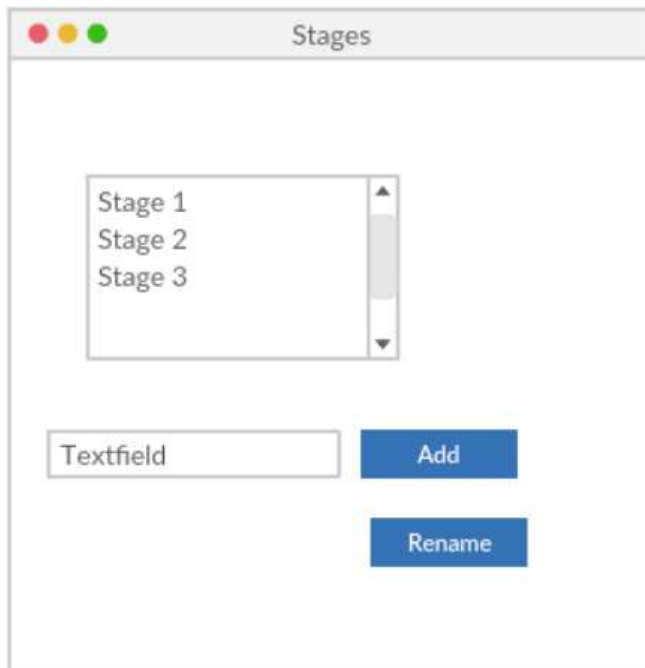 Stages
Stage 1
Stage 2
Stage 3
Textfield
Add
Rename